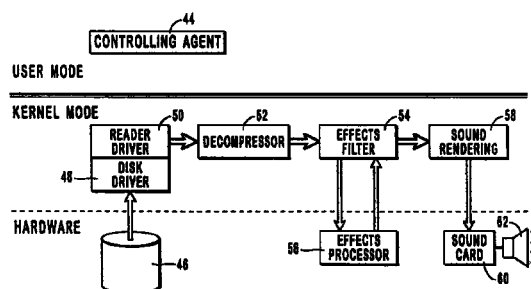 44
CONTROLLING AGENT
USER MODE
KERNEL MODE
50
52
54
58
READER DRIVER
DECOMPRESSOR
EFFECTS FILTER
SOUND RENDERING
48
DISK DRIVER
HARDWARE
46
56
EFFECTS PROCESSOR
SOUND CARD
60
62